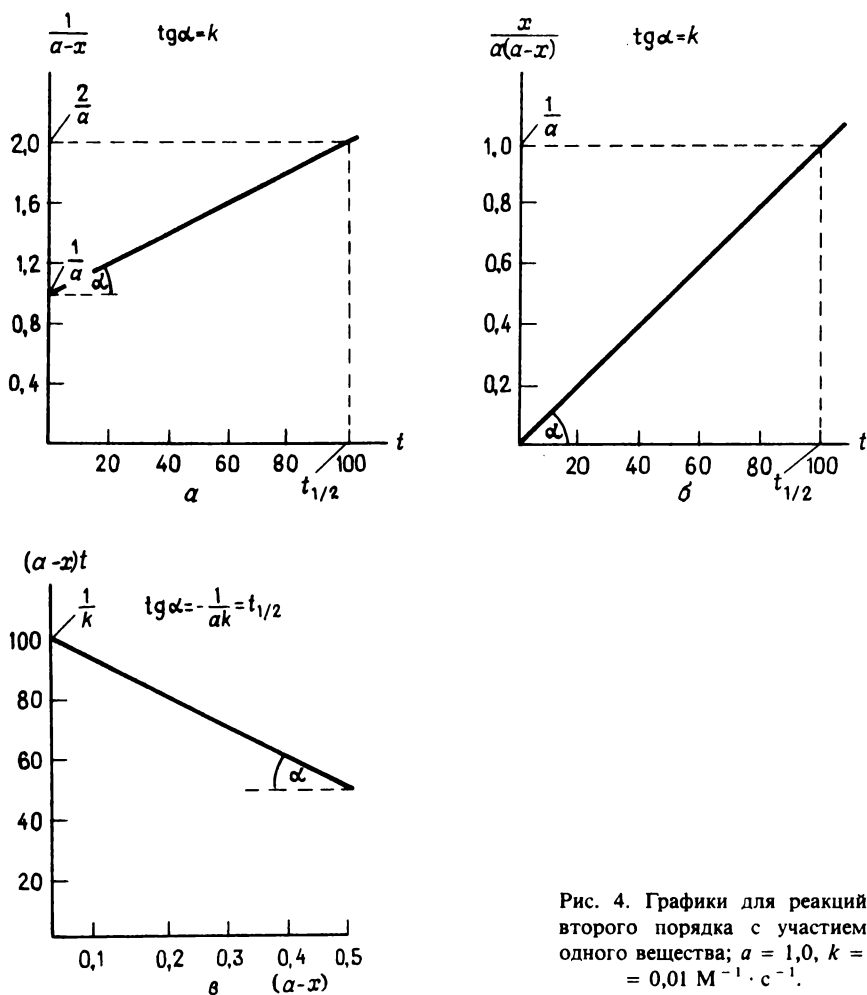 1/(a-x) tgα=k
2/a
2,0
1,6
1,2
1/a
α
0,8
0,4
20 40 60 80 100 t
t1/2
а
x/(a(a-x)) tgα=k
1/a
1,0
0,8
0,6
0,4
0,2
α
20 40 60 80 100 t
t1/2
б
(a-x)t
1/k tgα=-1/(ak)=t1/2
100
80
60
α
40
20
0,1 0,2 0,3 0,4 0,5
в (a-x)
Рис. 4. Графики для реакций
второго порядка с участием
одного вещества; a = 1,0, k =
= 0,01 М⁻¹ · с⁻¹.